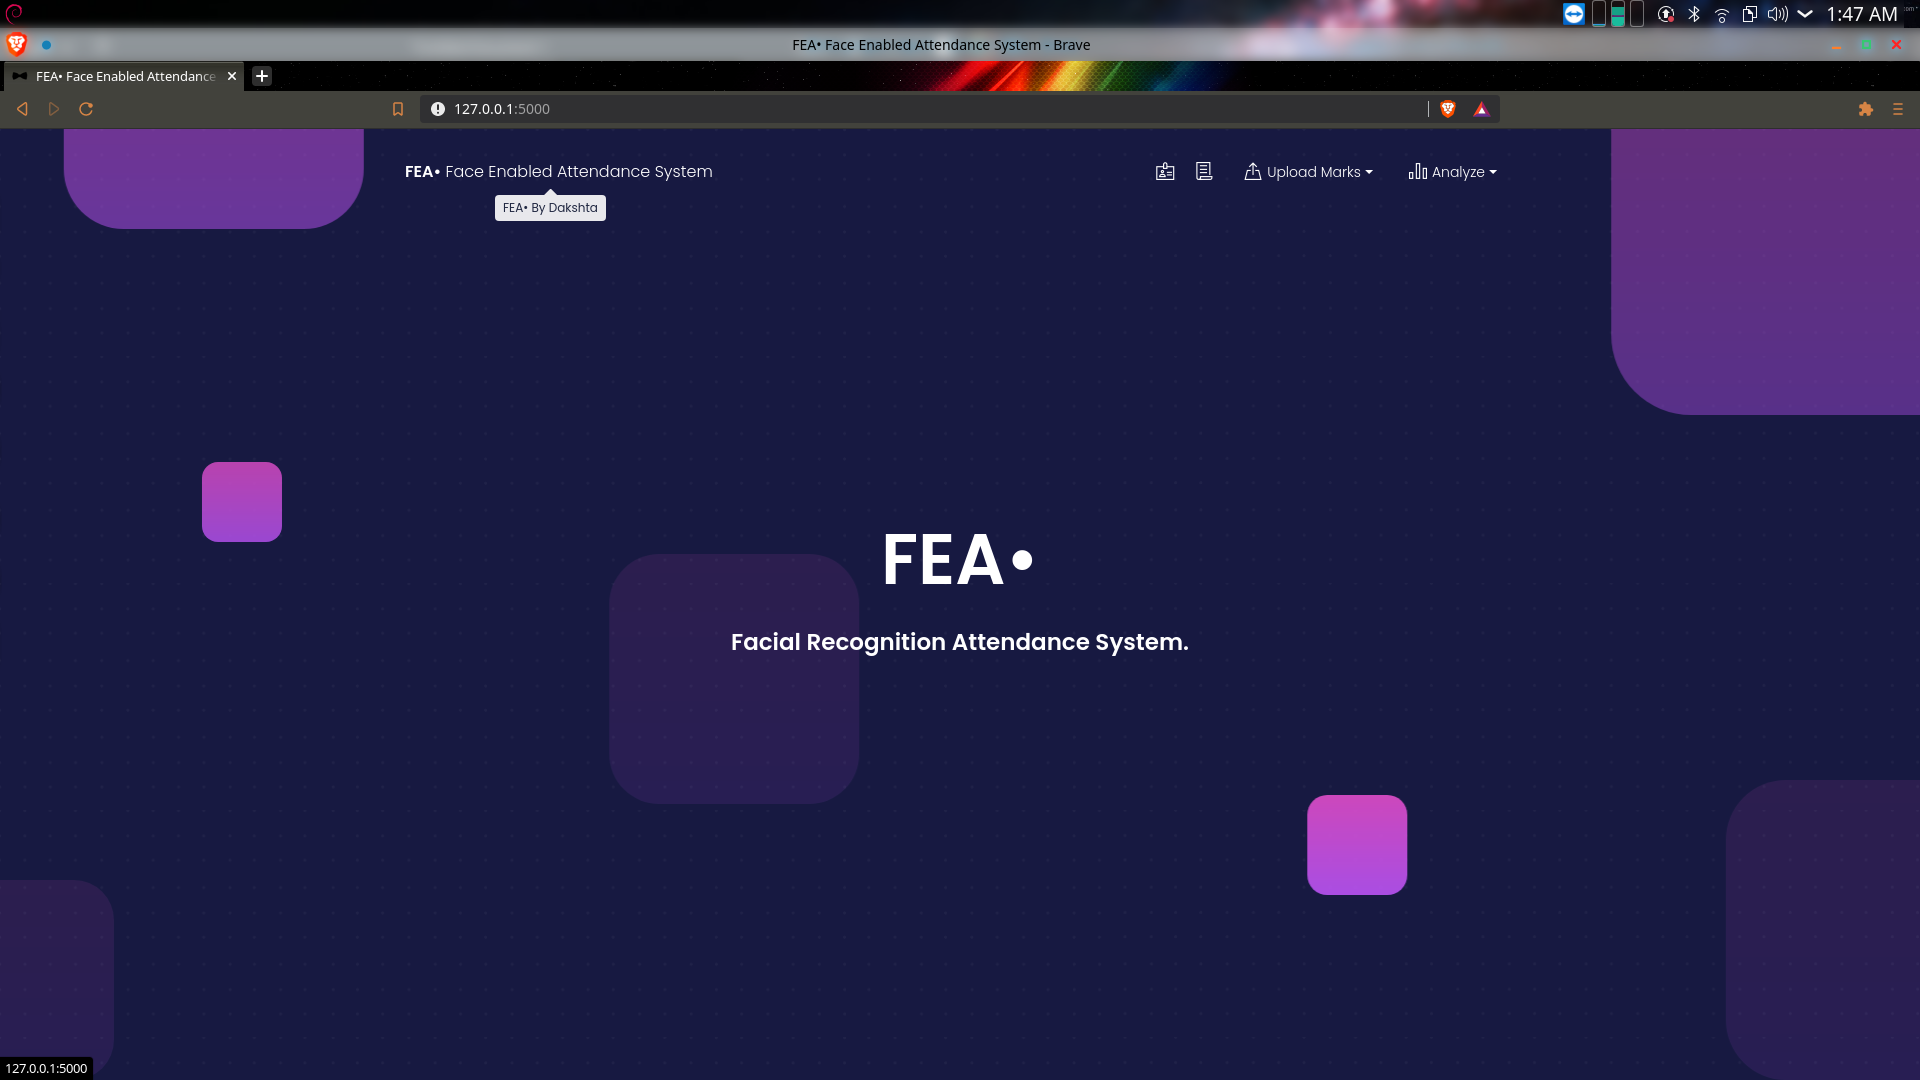 1:47 AM
FEA• Face Enabled Attendance System - Brave
FEA• Face Enabled Attendance
127.0.0.1:5000
FEA• Face Enabled Attendance System
Upload Marks
Analyze
FEA• By Dakshta
FEA•
Facial Recognition Attendance System.
127.0.0.1:5000